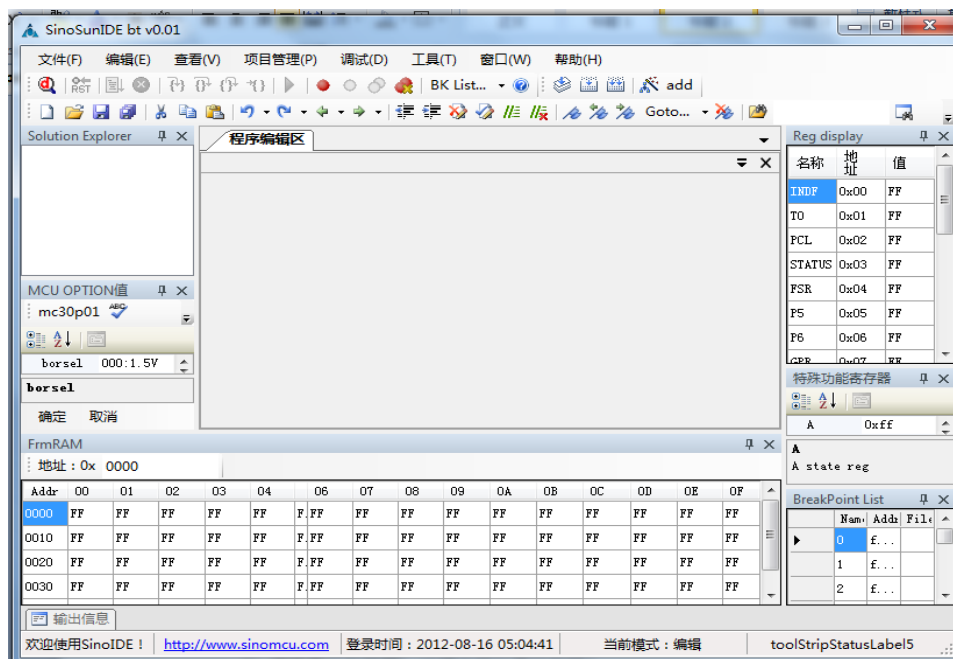 SinoSunIDE bt v0.01
文件(F) 编辑(E) 查看(V) 项目管理(P) 调试(D) 工具(T) 窗口(W) 帮助(H)
RST BK List... add
Goto...
Solution Explorer
程序编辑区
Reg display
名称 地址 值
INDF 0x00 FF
T0 0x01 FF
PCL 0x02 FF
STATUS 0x03 FF
FSR 0x04 FF
P5 0x05 FF
P6 0x06 FF
GPR 0x07 FF
MCU OPTION值
mc30p01
borsel 000:1.5V
borsel
确定 取消
特殊功能寄存器
A 0xff
A
A state reg
FrmRAM
地址：0x 0000
Addr 00 01 02 03 04 06 07 08 09 0A 0B 0C 0D 0E 0F
0000 FF FF FF FF FF F. FF FF FF FF FF FF FF FF FF FF
0010 FF FF FF FF FF F. FF FF FF FF FF FF FF FF FF FF
0020 FF FF FF FF FF F. FF FF FF FF FF FF FF FF FF FF
0030 FF FF FF FF FF F. FF FF FF FF FF FF FF FF FF FF
BreakPoint List
Nam Addr File
0 f...
1 f...
2 f...
输出信息
欢迎使用SinoIDE！ http://www.sinomcu.com 登录时间：2012-08-16 05:04:41 当前模式：编辑 toolStripStatusLabel5